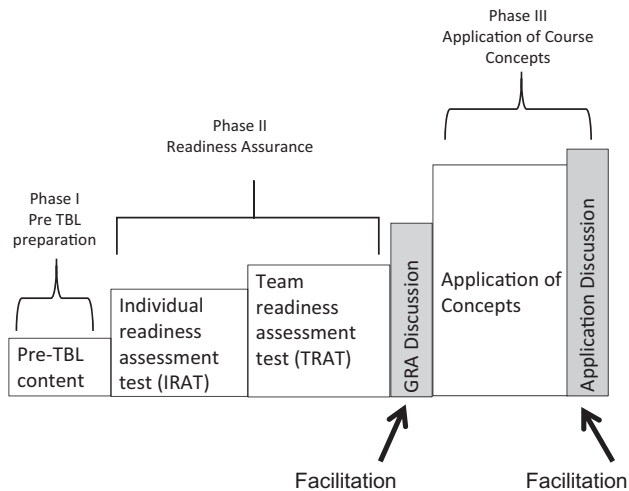 Phase III
Application of Course
Concepts
Phase II
Readiness Assurance
Phase I
Pre TBL
preparation
Pre-TBL
content
Individual
readiness
assessment
test (IRAT)
Team
readiness
assessment
test (TRAT)
GRA Discussion
Application of
Concepts
Application Discussion
Facilitation
Facilitation